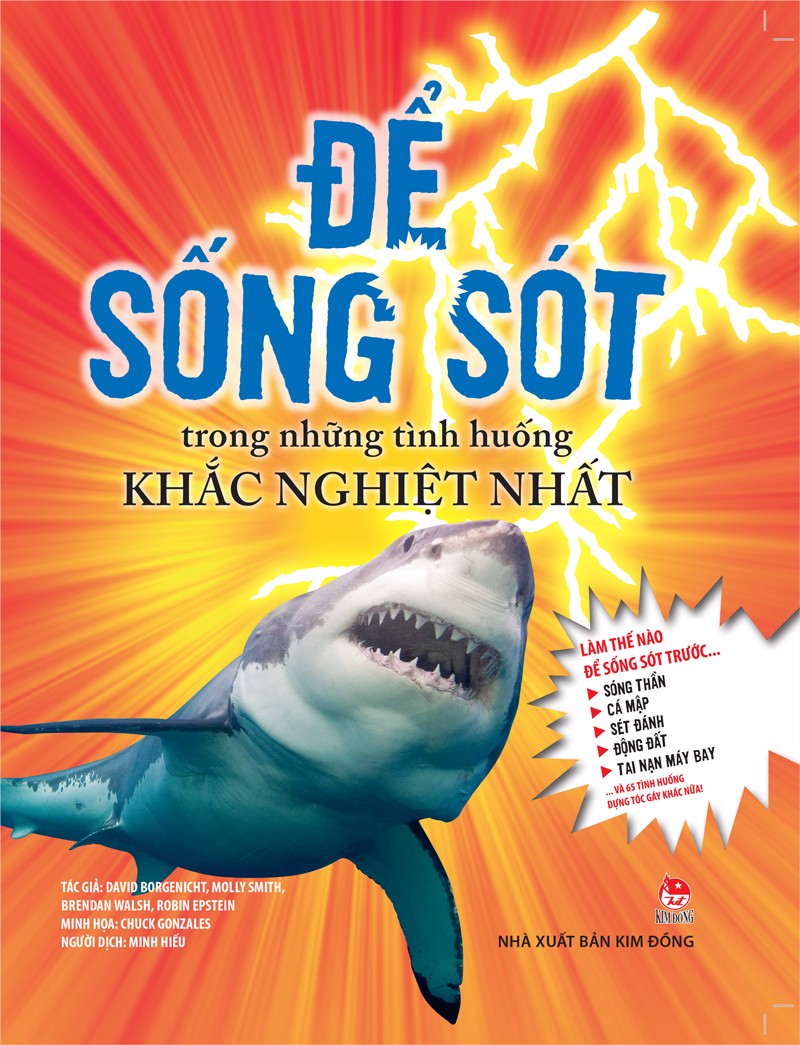 ĐỂ
SỐNG SÓT
trong những tình huống
KHẮC NGHIỆT NHẤT
LÀM THẾ NÀO
ĐỂ SỐNG SÓT TRƯỚC...
SÓNG THẦN
CÁ MẬP
SÉT ĐÁNH
ĐỘNG ĐẤT
TAI NẠN MÁY BAY
... VÀ 65 TÌNH HUỐNG
DỰNG TÓC GÁY KHÁC NỮA!
TÁC GIẢ: DAVID BORGENICHT, MOLLY SMITH,
BRENDAN WALSH, ROBIN EPSTEIN
MINH HỌA: CHUCK GONZALES
NGƯỜI DỊCH: MINH HIẾU
KIM ĐỒNG
NHÀ XUẤT BẢN KIM ĐỒNG